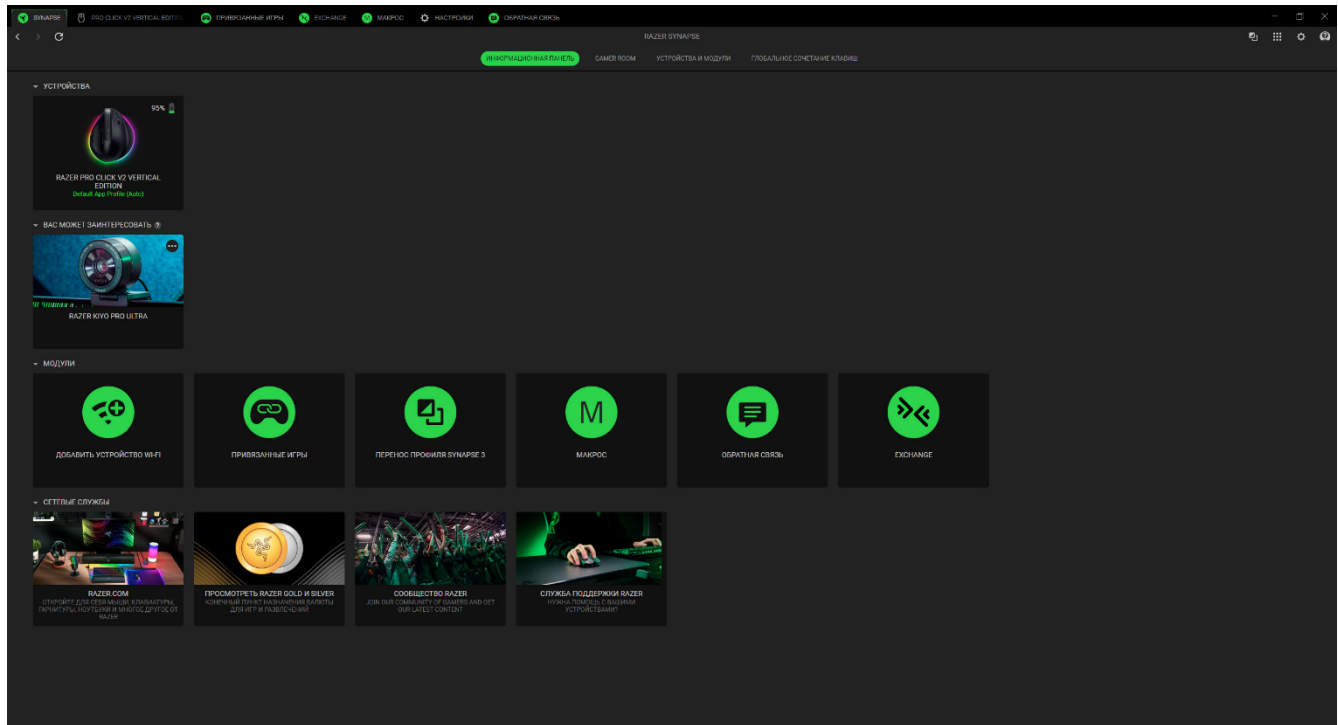 SYNAPSE
PRO CLICK V2 VERTICAL EDITIO
ПРИВЯЗАННЫЕ ИГРЫ
EXCHANGE
МАКРОС
НАСТРОЙКИ
ОБРАТНАЯ СВЯЗЬ
RAZER SYNAPSE
ИНФОРМАЦИОННАЯ ПАНЕЛЬ
GAMER ROOM
УСТРОЙСТВА И МОДУЛИ
ГЛОБАЛЬНОЕ СОЧЕТАНИЕ КЛАВИШ
УСТРОЙСТВА
95%
RAZER PRO CLICK V2 VERTICAL
EDITION
Default App Profile (Auto)
ВАС МОЖЕТ ЗАИНТЕРЕСОВАТЬ ?
RAZER KIYO PRO ULTRA
МОДУЛИ
ДОБАВИТЬ УСТРОЙСТВО WI-FI
ПРИВЯЗАННЫЕ ИГРЫ
ПЕРЕНОС ПРОФИЛЯ SYNAPSE 3
M
МАКРОС
ОБРАТНАЯ СВЯЗЬ
EXCHANGE
СЕТЕВЫЕ СЛУЖБЫ
RAZER.COM
ОТКРОЙТЕ ДЛЯ СЕБЯ МЫШИ, КЛАВИАТУРЫ,
ГАРНИТУРЫ, НОУТБУКИ И МНОГОЕ ДРУГОЕ ОТ
RAZER
ПРОСМОТРЕТЬ RAZER GOLD И SILVER
КОНЕЧНЫЙ ПУНКТ НАЗНАЧЕНИЯ ВАЛЮТЫ
ДЛЯ ИГР И РАЗВЛЕЧЕНИЙ
СООБЩЕСТВО RAZER
JOIN OUR COMMUNITY OF GAMERS AND GET
OUR LATEST CONTENT
СЛУЖБА ПОДДЕРЖКИ RAZER
НУЖНА ПОМОЩЬ С ВАШИМИ
УСТРОЙСТВАМИ?